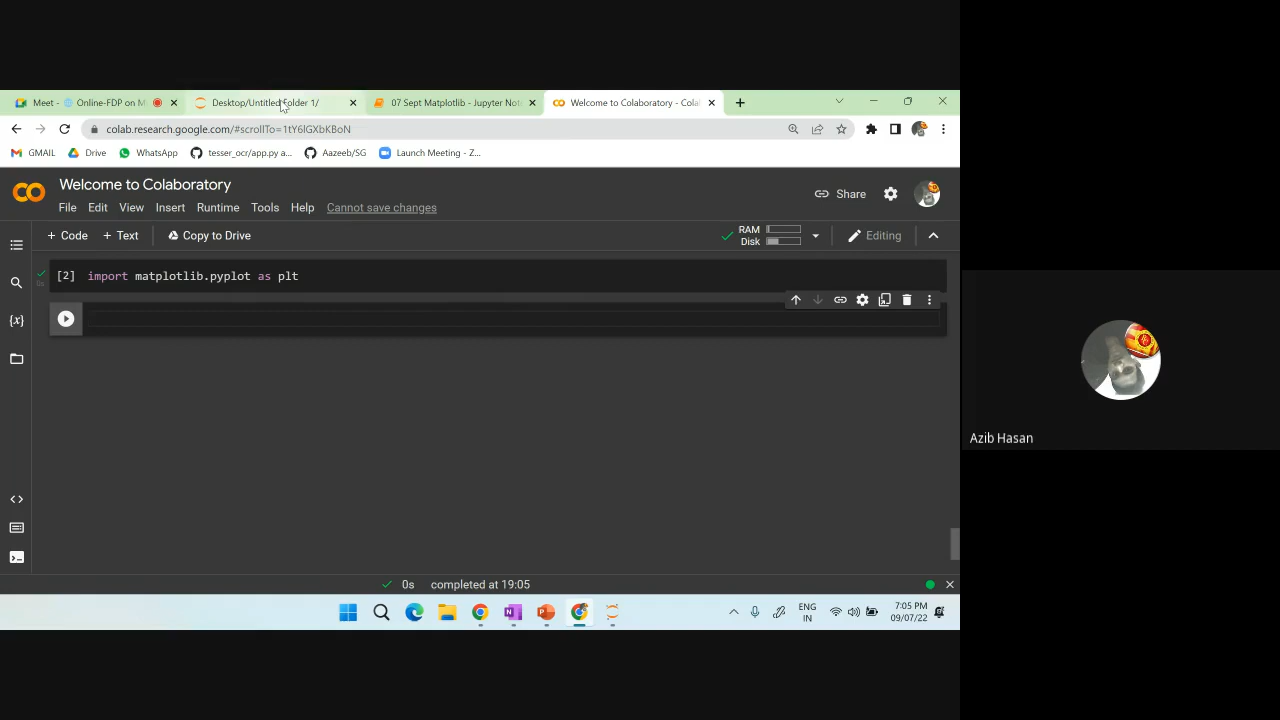 Meet - Online-FDP on M
Desktop/Untitled Folder 1/
07 Sept Matplotlib - Jupyter Not
Welcome to Colaboratory - Cola
colab.research.google.com/#scrollTo=1tY6lGXbKBoN
GMAIL
Drive
WhatsApp
tesser_ocr/app.py a...
Aazeeb/SG
Launch Meeting - Z...
Welcome to Colaboratory
Share
File Edit View Insert Runtime Tools Help Cannot save changes
+ Code + Text Copy to Drive
RAM
Disk
Editing
[2] import matplotlib.pyplot as plt
0s
{x}
Azib Hasan
0s completed at 19:05
ENG
IN
7:05 PM
09/07/22